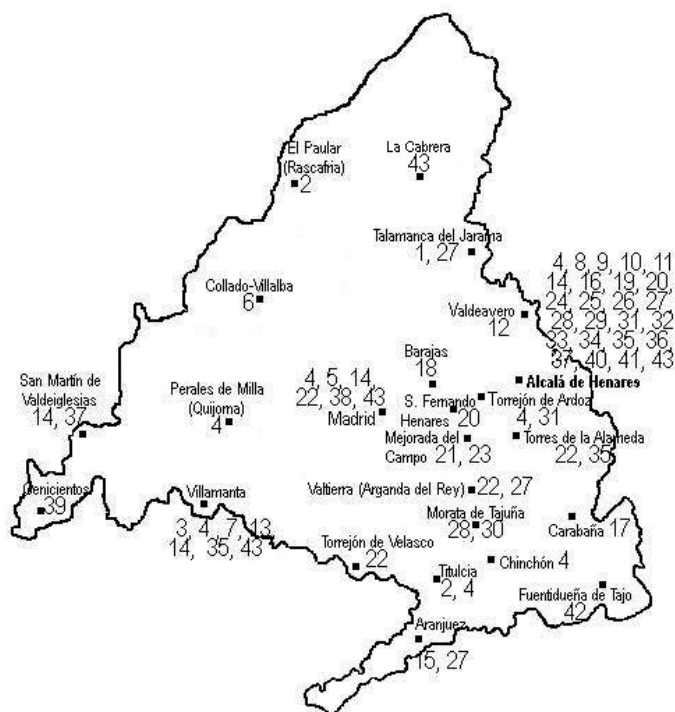 El Paular
(Rascafria)
2
La Cabrera
43
Talamanca del Jarama
1, 27
4, 8, 9, 10, 11
14, 16, 19, 20,
24, 25, 26, 27,
28, 29, 31, 32
33, 34, 35, 36
37, 40, 41, 43
Alcalá de Henares
Collado-Villalba
6
Valdeavero
12
Barajas
18
San Martín de
Valdeiglesias
14, 37
Perales de Milla
(Quijorna)
4
4, 5, 14,
22, 38, 43
Madrid
S. Fernando
Henares 20
Torrejón de Ardoz
4, 31
Mejorada del
Campo 21, 23
Torres de la Alameda
22, 35
Cenicientos
39
Villamanta
3, 4, 7, 13
14, 35, 43
Valtierra (Arganda del Rey) 22, 27
Morata de Tajuña
28, 30
Carabaña 17
Torrejón de Velasco
22
Chinchón 4
Titulcia
2, 4
Fuentidueña de Tajo
42
Aranjuez
15, 27